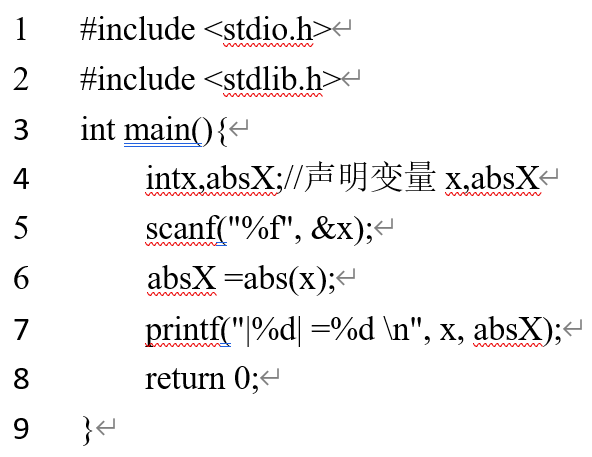 1 #include <stdio.h>↵
2 #include <stdlib.h>↵
3 int main(){↵
4 intx,absX;//声明变量 x,absX↵
5 scanf("%f", &x);↵
6 absX =abs(x);↵
7 printf("|%d| =%d \n", x, absX);↵
8 return 0;↵
9 }↵